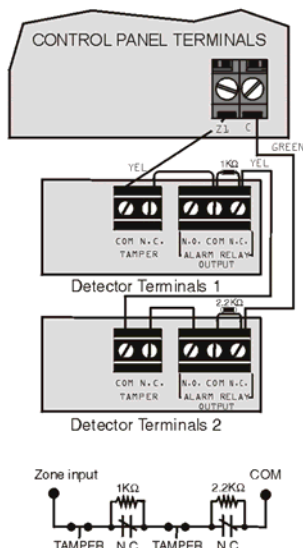 CONTROL PANEL TERMINALS
Z1 C
GREEN
YEL 1KΩ YEL
COM N.C. N.O. COM N.C.
TAMPER ALARM RELAY
OUTPUT
Detector Terminals 1
2.2KΩ
COM N.C. N.O. COM N.C.
TAMPER ALARM RELAY
OUTPUT
Detector Terminals 2
Zone input COM
1KΩ 2.2KΩ
TAMPER N.C. TAMPER N.C.